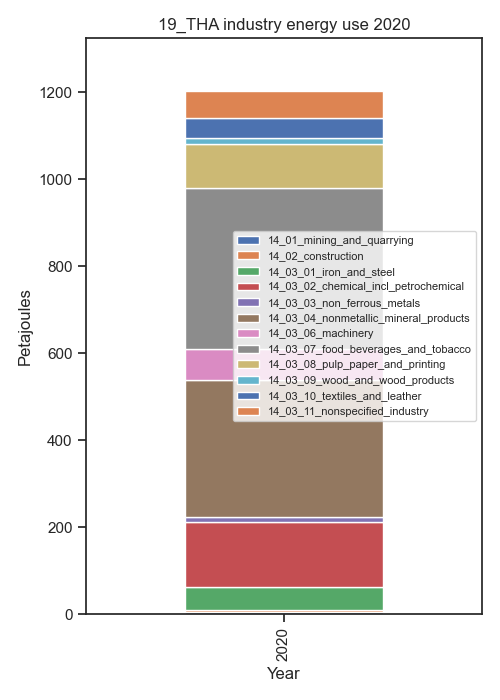 19_THA industry energy use 2020
Petajoules
1200
1000
800
600
400
200
0
14_01_mining_and_quarrying
14_02_construction
14_03_01_iron_and_steel
14_03_02_chemical_incl_petrochemical
14_03_03_non_ferrous_metals
14_03_04_nonmetallic_mineral_products
14_03_06_machinery
14_03_07_food_beverages_and_tobacco
14_03_08_pulp_paper_and_printing
14_03_09_wood_and_wood_products
14_03_10_textiles_and_leather
14_03_11_nonspecified_industry
2020
Year